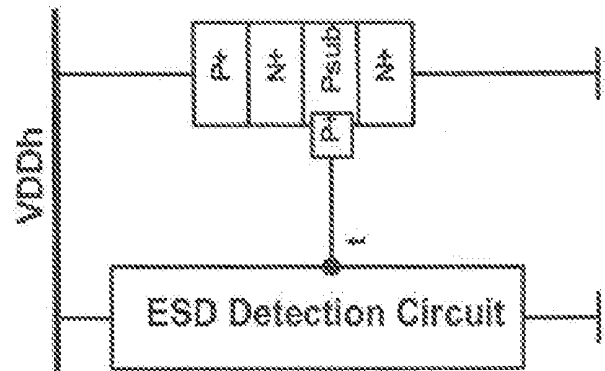 VDDh
P+
N+
Psub
N+
P+
t
ESD Detection Circuit